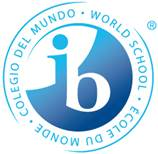 COLEGIO DEL MUNDO · WORLD SCHOOL · ECOLE DU MONDE ·
ib
®